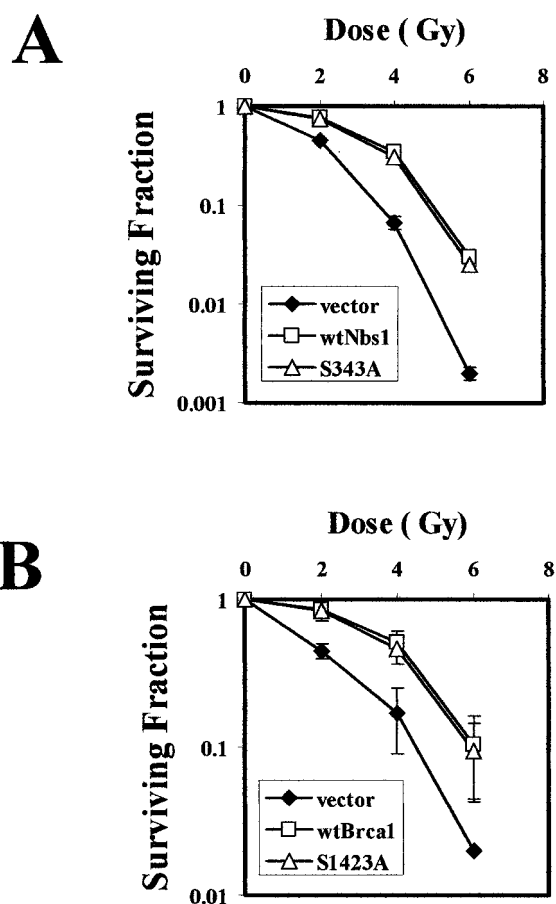 A
Dose ( Gy)
0 2 4 6 8
1
0.1
0.01
0.001
Surviving Fraction
vector
wtNbs1
S343A
B
Dose ( Gy)
0 2 4 6 8
1
0.1
0.01
Surviving Fraction
vector
wtBrca1
S1423A